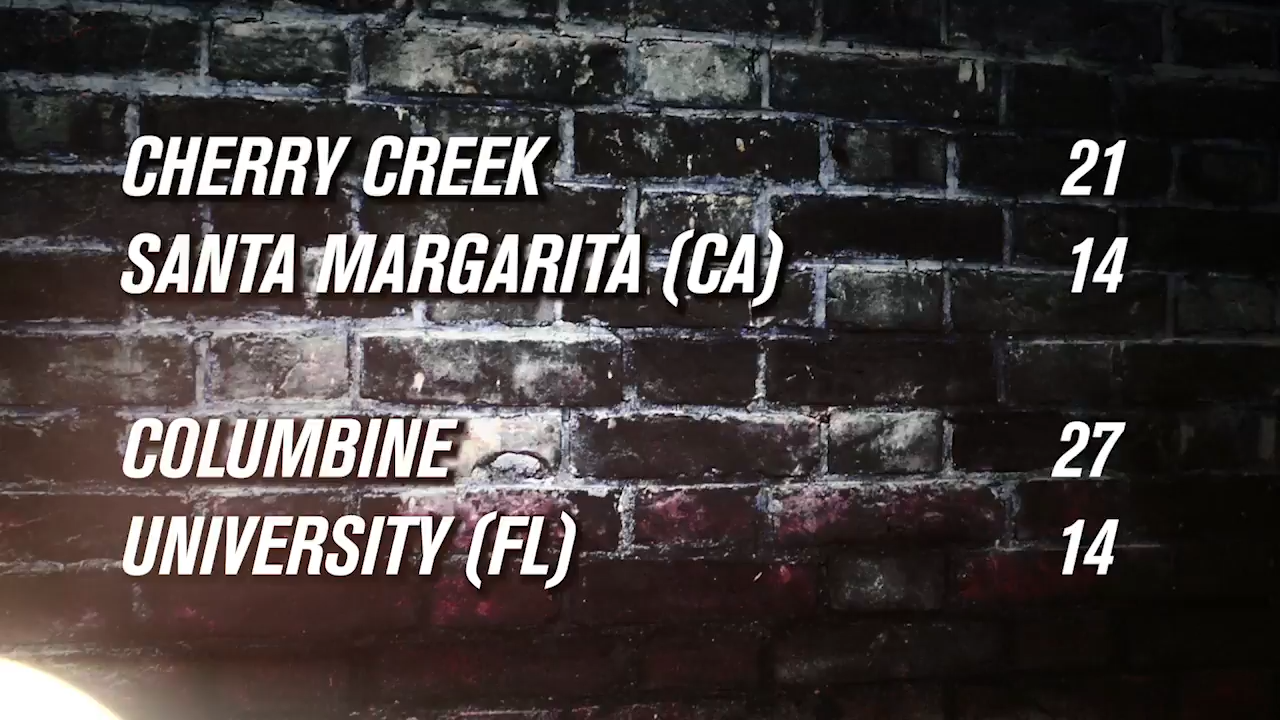 CHERRY CREEK 21
SANTA MARGARITA (CA) 14
COLUMBINE 27
UNIVERSITY (FL) 14